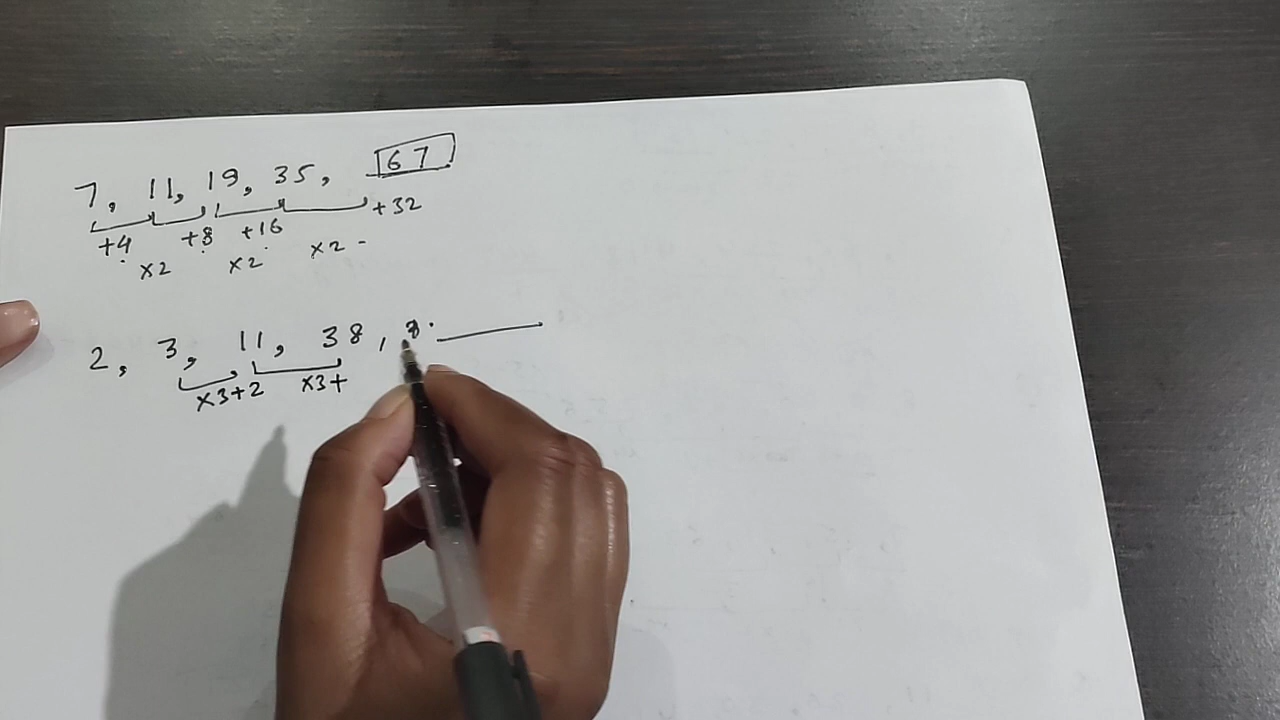 7, 11, 19, 35, 67
+4 +8 +16 +32
×2 ×2 ×2
2, 3, 11, 38,
×3+2 ×3+